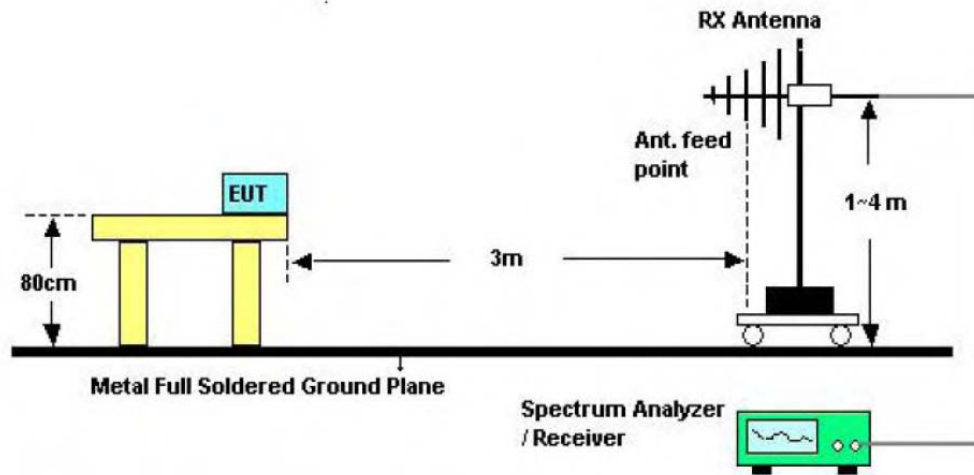 RX Antenna
Ant. feed
point
EUT
1~4 m
3m
80cm
Metal Full Soldered Ground Plane
Spectrum Analyzer
/ Receiver